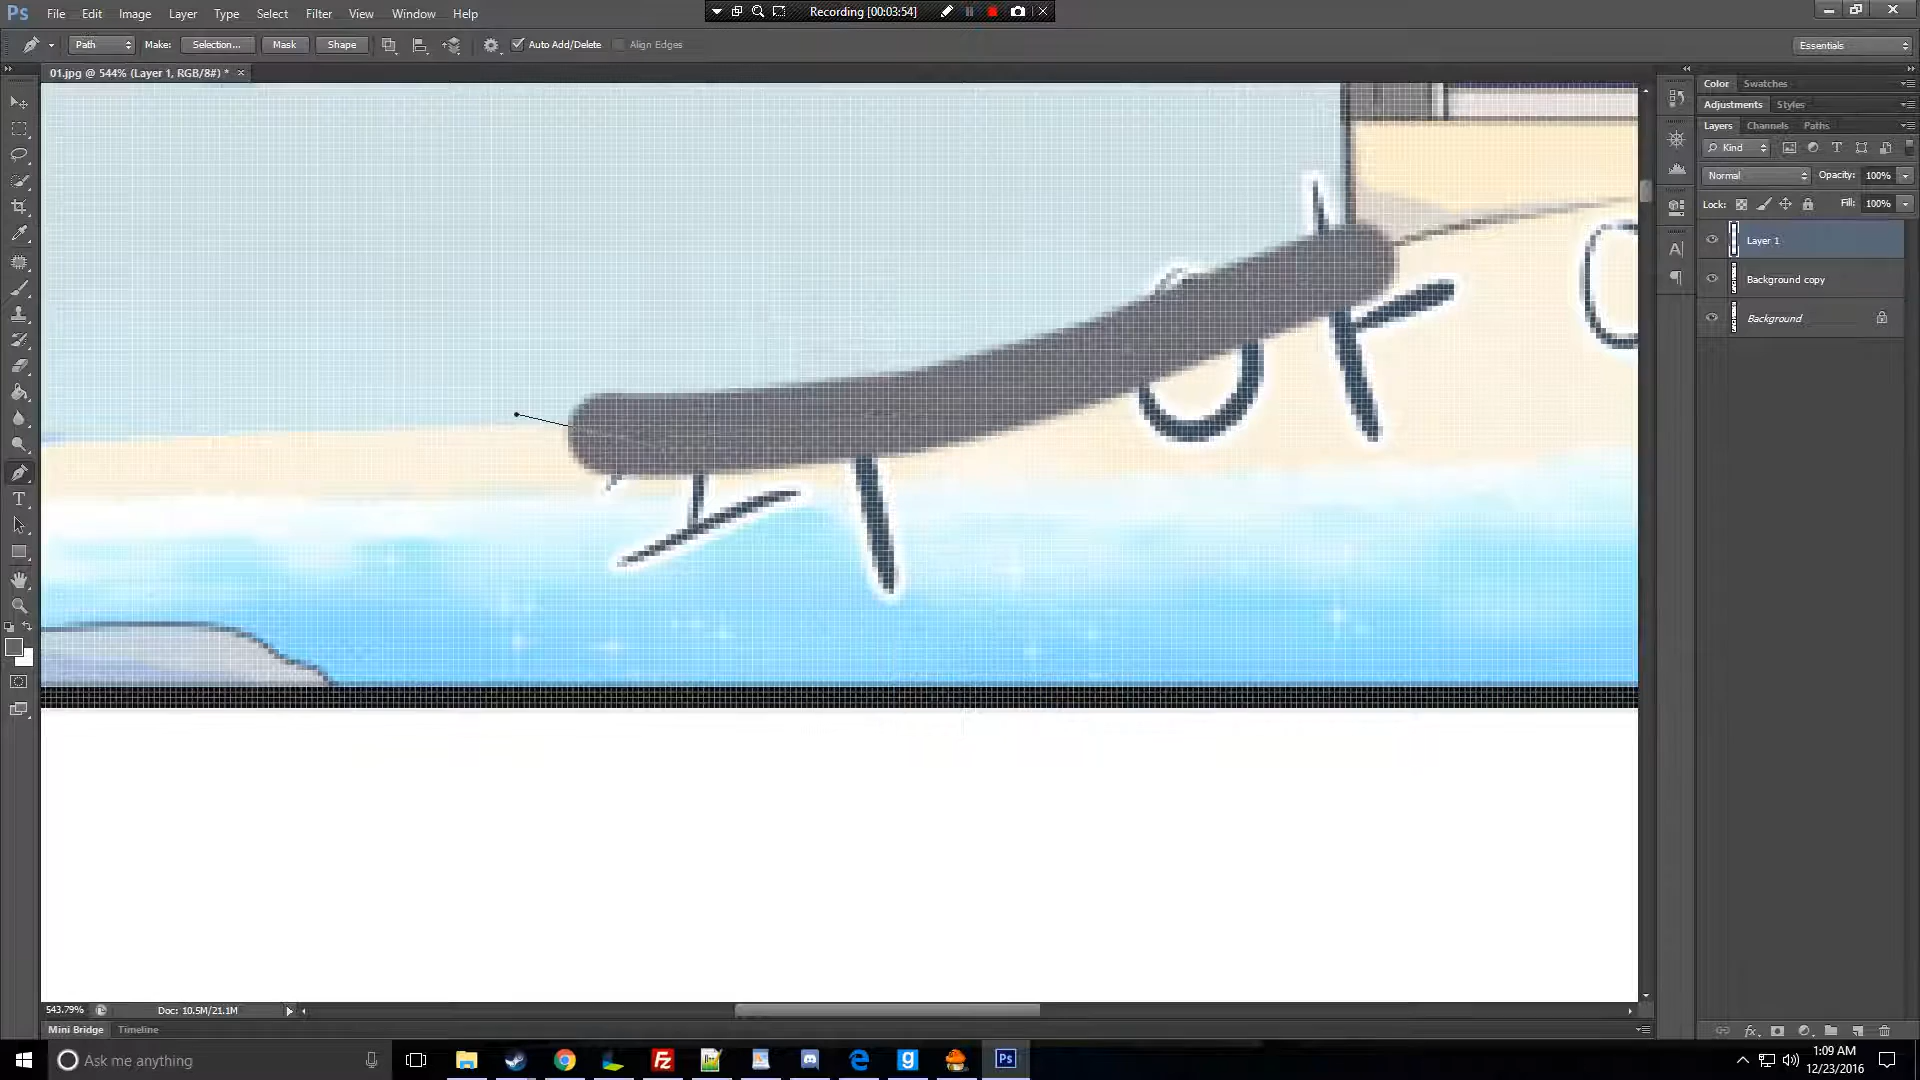 Ps File Edit Image Layer Type Select Filter View Window Help
Recording [00:03:54]
Path Make: Selection... Mask Shape Auto Add/Delete Align Edges Essentials
01.jpg @ 544% (Layer 1, RGB/8#) * ×
Color Swatches
Adjustments Styles
Layers Channels Paths
Kind
Normal Opacity: 100%
Lock: Fill: 100%
Layer 1
Background copy
Background
543.79% Doc: 10.5M/21.1M
Mini Bridge Timeline
Ask me anything
1:09 AM
12/23/2016